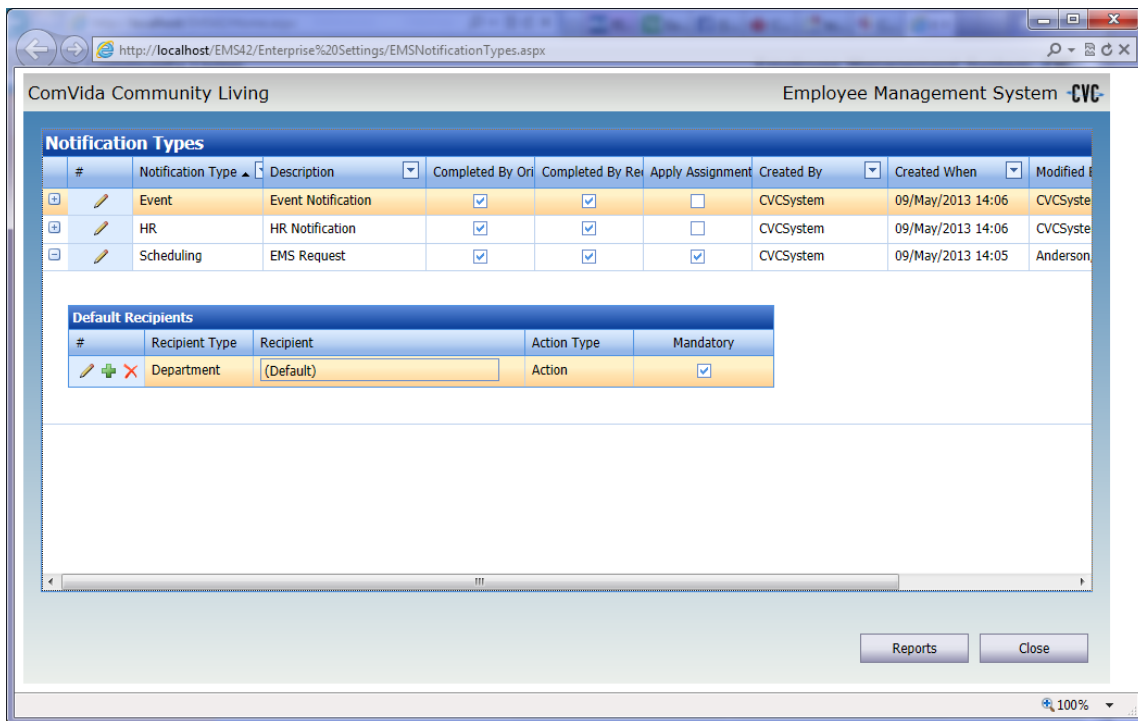 http://localhost/EMS42/Enterprise%20Settings/EMSNotificationTypes.aspx
ComVida Community Living Employee Management System CVC
Notification Types
# Notification Type Description Completed By Ori Completed By Re Apply Assignment Created By Created When Modified
Event Event Notification CVCSystem 09/May/2013 14:06 CVCSyste
HR HR Notification CVCSystem 09/May/2013 14:06 CVCSyste
Scheduling EMS Request CVCSystem 09/May/2013 14:05 Anderson,
Default Recipients
# Recipient Type Recipient Action Type Mandatory
Department (Default) Action
Reports Close
100%